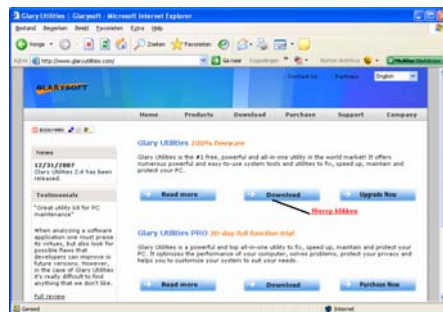 Glary Utilities | Glarysoft - Microsoft Internet Explorer
Bestand Bewerken Beeld Favorieten Extra Help
Vorige Zoeken Favorieten
http://www.glaryutilities.com/ Ga naar Koppelingen Norton AntiVirus McAfee SiteAdvisor
Contact us Partners English
GLARYSOFT
Home Products Download Purchase Support Company
News
12/31/2007
Glary Utilities 2.4 has been
released.
Testimonials
"Great utility kit for PC
maintenance"
When analyzing a software
application one must praise
its virtues, but also look for
possible flaws that
developers can improve in
future versions. However,
in the case of Glary Utilities
it's really difficult to find
anything that we don't like.
full review
Glary Utilities 100% freeware
Glary Utilities is the #1 free, powerful and all-in-one utility in the world market! It offers
numerous powerful and easy-to-use system tools and utilities to fix, speed up, maintain and
protect your PC.
Read more Download Upgrade Now
Hierop klikken
Glary Utilities PRO 30-day full function trial
Glary Utilities is a powerful and top all-in-one utility to fix, speed up, maintain and protect your
PC. It optimizes the performance of your computer, solves problems, protect your privacy and
helps you to customize your system to suit your needs.
Read more Download Purchase Now
Gereed Internet